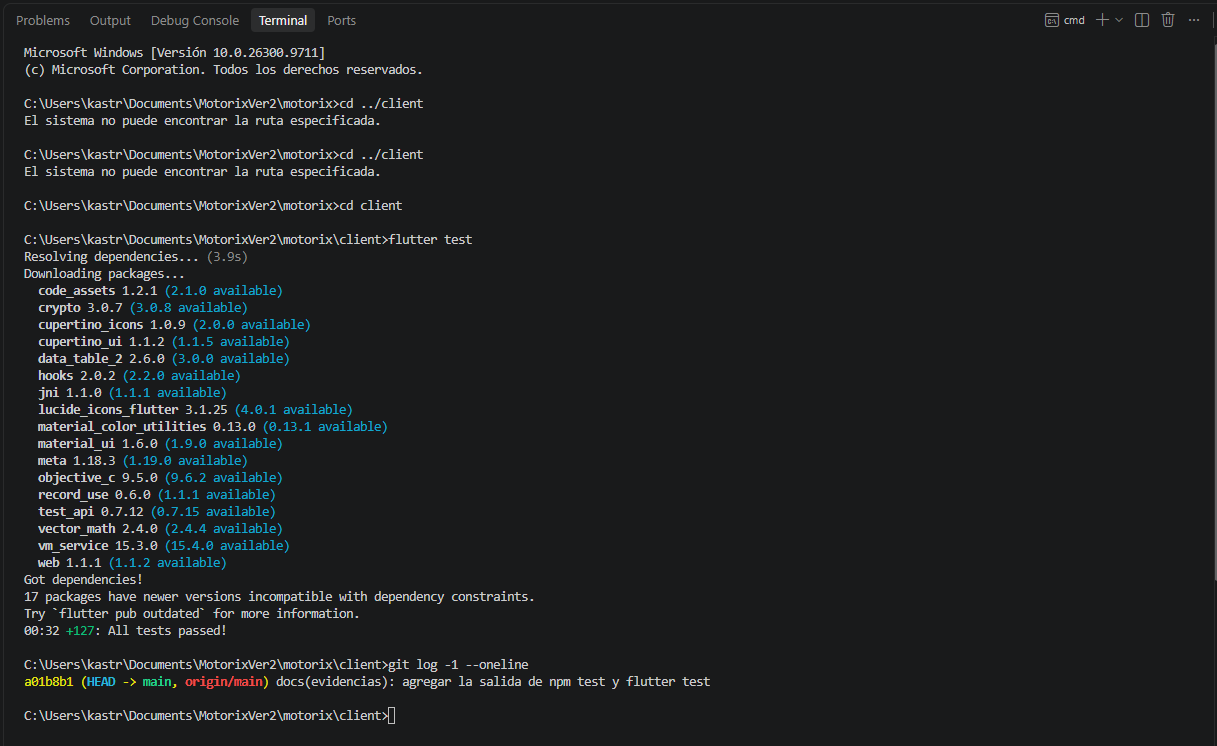 Problems Output Debug Console Terminal Ports cmd
Microsoft Windows [Versión 10.0.26300.9711]
(c) Microsoft Corporation. Todos los derechos reservados.
C:\Users\kastr\Documents\MotorixVer2\motorix>cd ../client
El sistema no puede encontrar la ruta especificada.
C:\Users\kastr\Documents\MotorixVer2\motorix>cd ../client
El sistema no puede encontrar la ruta especificada.
C:\Users\kastr\Documents\MotorixVer2\motorix>cd client
C:\Users\kastr\Documents\MotorixVer2\motorix\client>flutter test
Resolving dependencies... (3.9s)
Downloading packages...
code_assets 1.2.1 (2.1.0 available)
crypto 3.0.7 (3.0.8 available)
cupertino_icons 1.0.9 (2.0.0 available)
cupertino_ui 1.1.2 (1.1.5 available)
data_table_2 2.6.0 (3.0.0 available)
hooks 2.0.2 (2.2.0 available)
jni 1.1.0 (1.1.1 available)
lucide_icons_flutter 3.1.25 (4.0.1 available)
material_color_utilities 0.13.0 (0.13.1 available)
material_ui 1.6.0 (1.9.0 available)
meta 1.18.3 (1.19.0 available)
objective_c 9.5.0 (9.6.2 available)
record_use 0.6.0 (1.1.1 available)
test_api 0.7.12 (0.7.15 available)
vector_math 2.4.0 (2.4.4 available)
vm_service 15.3.0 (15.4.0 available)
web 1.1.1 (1.1.2 available)
Got dependencies!
17 packages have newer versions incompatible with dependency constraints.
Try `flutter pub outdated` for more information.
00:32 +127: All tests passed!
C:\Users\kastr\Documents\MotorixVer2\motorix\client>git log -1 --oneline
a01b8b1 (HEAD -> main, origin/main) docs(evidencias): agregar la salida de npm test y flutter test
C:\Users\kastr\Documents\MotorixVer2\motorix\client>